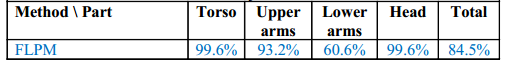 Method \ Part Torso Upper arms Lower arms Head Total
FLPM 99.6% 93.2% 60.6% 99.6% 84.5%